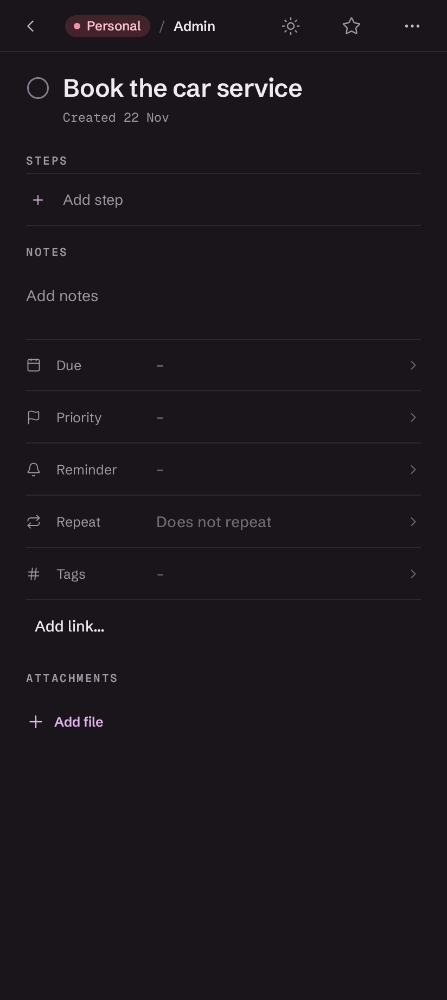 Personal / Admin
Book the car service
Created 22 Nov
STEPS
+ Add step
NOTES
Add notes
Due –
Priority –
Reminder –
Repeat Does not repeat
Tags –
Add link...
ATTACHMENTS
+ Add file